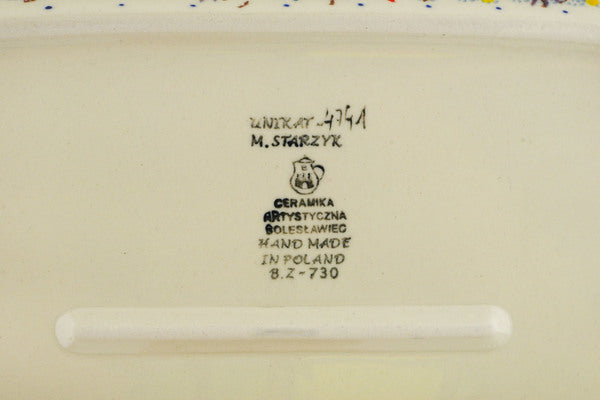 UNIKAT-4741
M. STARZYK
B
CERAMIKA
ARTYSTYCZNA
BOLESŁAWIEC
HAND MADE
IN POLAND
B.Z-730